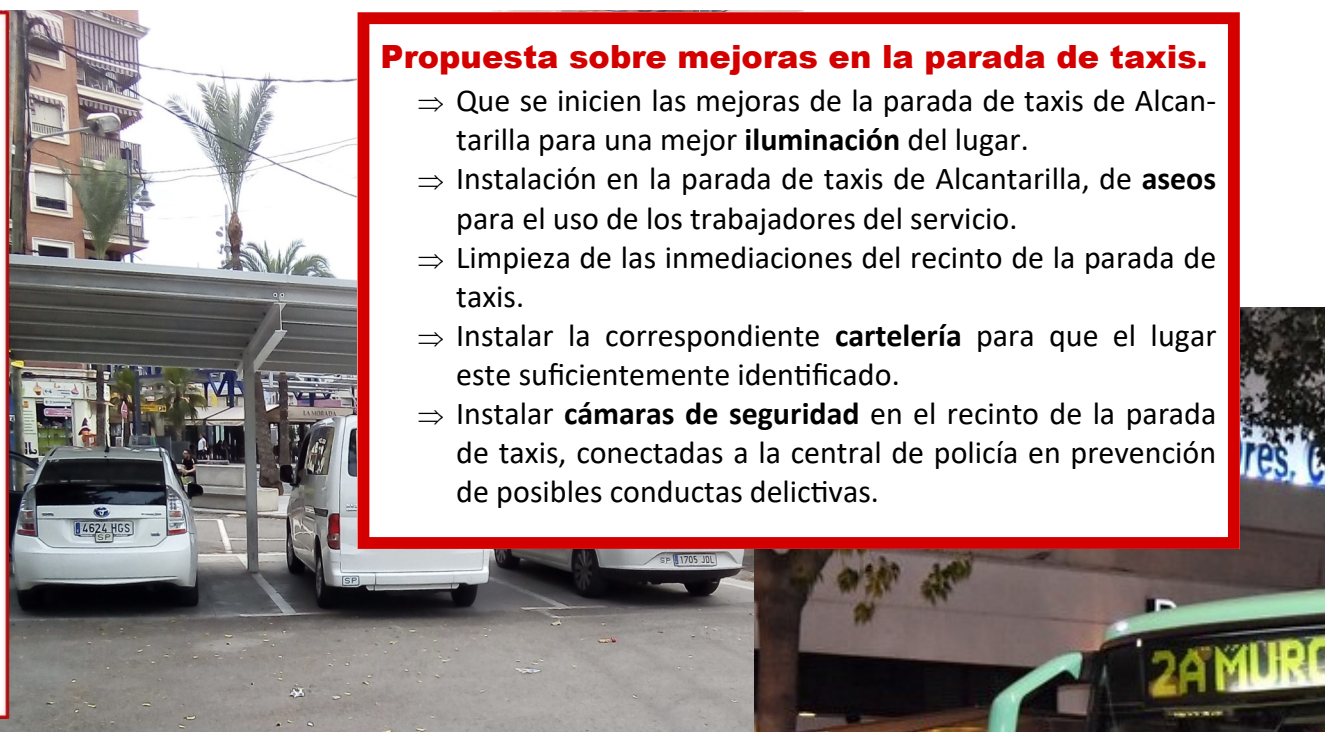 Propuesta sobre mejoras en la parada de taxis.
⇒ Que se inicien las mejoras de la parada de taxis de Alcan-
tarilla para una mejor iluminación del lugar.
⇒ Instalación en la parada de taxis de Alcantarilla, de aseos
para el uso de los trabajadores del servicio.
⇒ Limpieza de las inmediaciones del recinto de la parada de
taxis.
⇒ Instalar la correspondiente cartelería para que el lugar
este suficientemente identificado.
⇒ Instalar cámaras de seguridad en el recinto de la parada
de taxis, conectadas a la central de policía en prevención
de posibles conductas delictivas.
LA MORADA
4624 HGS
SP
SP
SP 1705 JDL
res, c
2A MURC